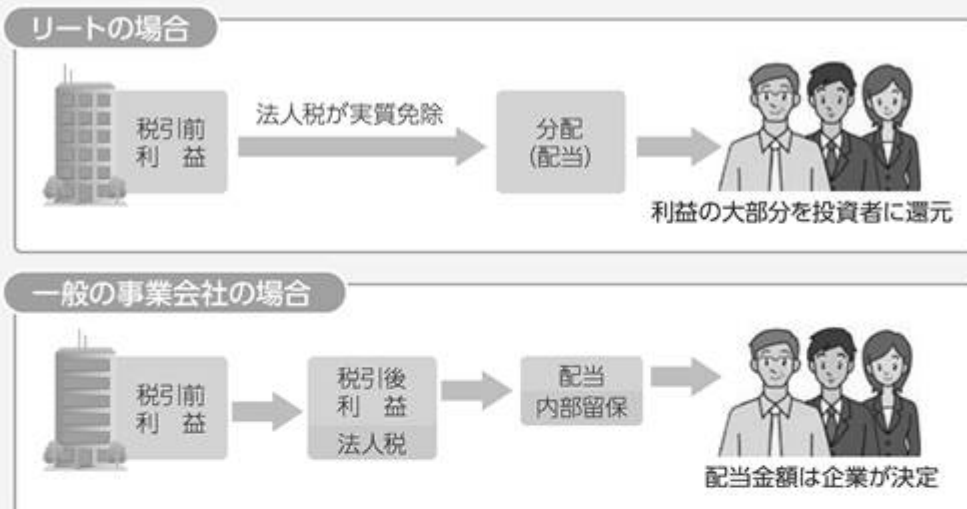 リートの場合
税引前
利　益
法人税が実質免除
分配
(配当)
利益の大部分を投資者に還元
一般の事業会社の場合
税引前
利　益
税引後
利　益
法人税
配当
内部留保
配当金額は企業が決定